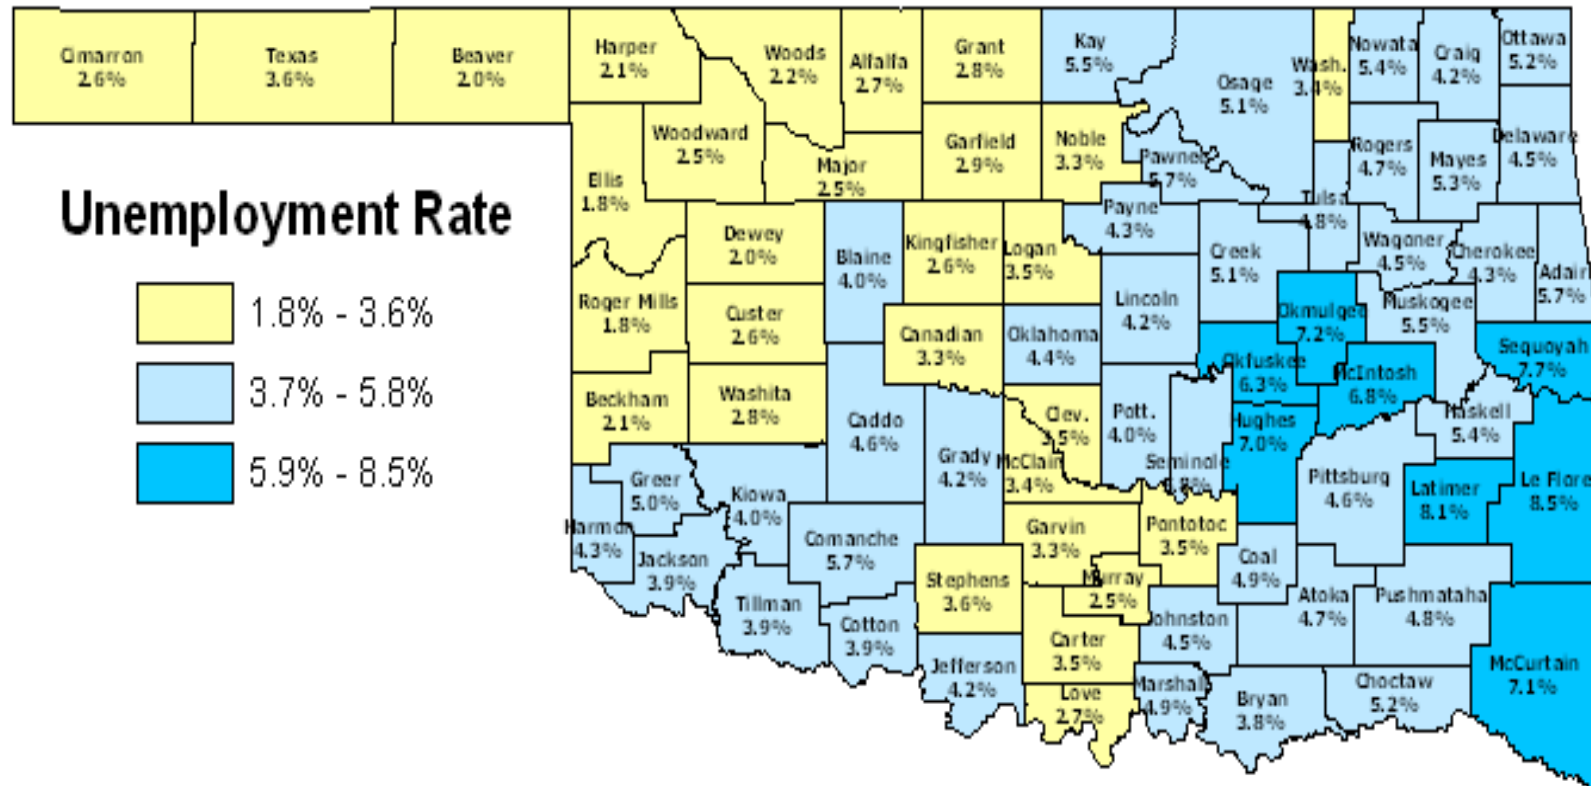 Cimarron
2.6%
Texas
3.6%
Beaver
2.0%
Harper
2.1%
Woods
2.2%
Alfalfa
2.7%
Grant
2.8%
Kay
5.5%
Osage
5.1%
Wash.
3.4%
Nowata
5.4%
Craig
4.2%
Ottawa
5.2%
Woodward
2.5%
Major
2.5%
Garfield
2.9%
Noble
3.3%
Pawnee
5.7%
Rogers
4.7%
Mayes
5.3%
Delaware
4.5%
Ellis
1.8%
Unemployment Rate
1.8% - 3.6%
3.7% - 5.8%
5.9% - 8.5%
Dewey
2.0%
Blaine
4.0%
Kingfisher
2.6%
Logan
3.5%
Payne
4.3%
Creek
5.1%
Tulsa
4.8%
Wagoner
4.5%
Cherokee
4.3%
Adair
5.7%
Roger Mills
1.8%
Custer
2.6%
Canadian
3.3%
Oklahoma
4.4%
Lincoln
4.2%
Okmulgee
7.2%
Muskogee
5.5%
Sequoyah
7.7%
Okfuskee
6.3%
McIntosh
6.8%
Beckham
2.1%
Washita
2.8%
Caddo
4.6%
Grady
4.2%
Clev.
3.5%
McClain
3.4%
Pott.
4.0%
Seminole
Hughes
7.0%
Haskell
5.4%
Pittsburg
4.6%
Latimer
8.1%
Le Flore
8.5%
Greer
5.0%
Harmon
4.3%
Kiowa
4.0%
Jackson
3.9%
Comanche
5.7%
Garvin
3.3%
Pontotoc
3.5%
Coal
4.9%
Stephens
3.6%
Murray
2.5%
Tillman
3.9%
Cotton
3.9%
Carter
3.5%
Johnston
4.5%
Atoka
4.7%
Pushmataha
4.8%
Jefferson
4.2%
Love
2.7%
Marshall
4.9%
Bryan
3.8%
Choctaw
5.2%
McCurtain
7.1%